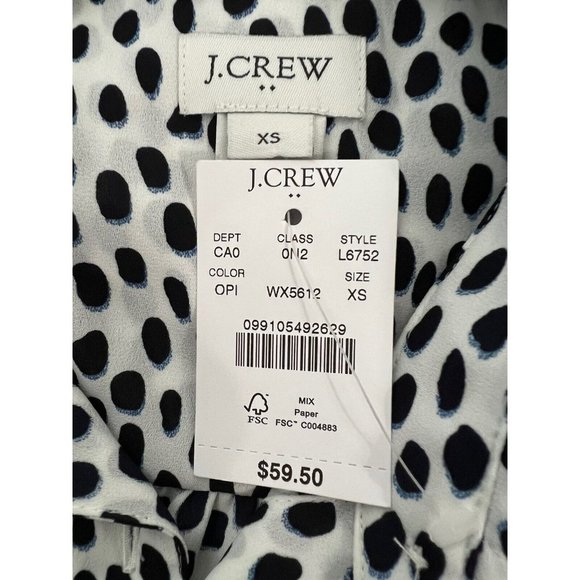 J.CREW
XS
J.CREW
DEPT CLASS STYLE
CA0 0N2 L6752
COLOR SIZE
OPI WX5612 XS
099105492629
FSC
MIX
Paper
FSC™ C004883
$59.50